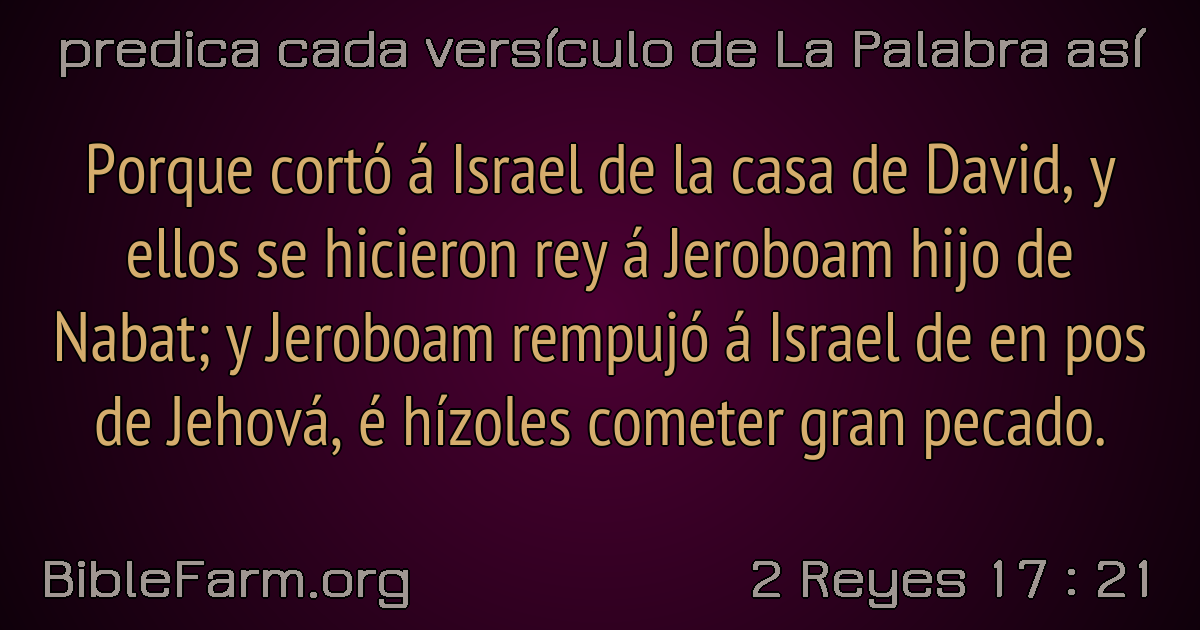 predica cada versículo de La Palabra así
Porque cortó á Israel de la casa de David, y
ellos se hicieron rey á Jeroboam hijo de
Nabat; y Jeroboam rempujó á Israel de en pos
de Jehová, é hízoles cometer gran pecado.
BibleFarm.org
2 Reyes 17 : 21